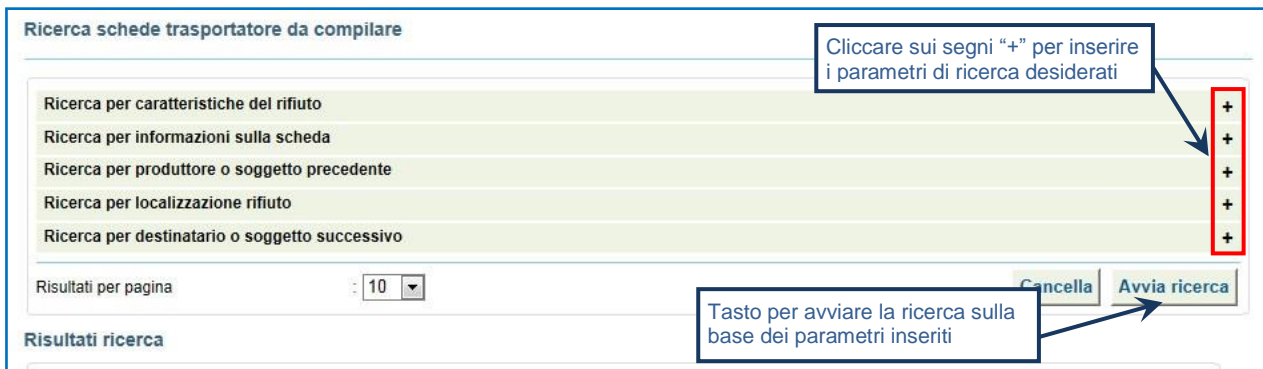 Ricerca schede trasportatore da compilare
Cliccare sui segni “+” per inserire
i parametri di ricerca desiderati
Ricerca per caratteristiche del rifiuto +
Ricerca per informazioni sulla scheda +
Ricerca per produttore o soggetto precedente +
Ricerca per localizzazione rifiuto +
Ricerca per destinatario o soggetto successivo +
Risultati per pagina : 10 Cancella Avvia ricerca
Tasto per avviare la ricerca sulla
base dei parametri inseriti
Risultati ricerca